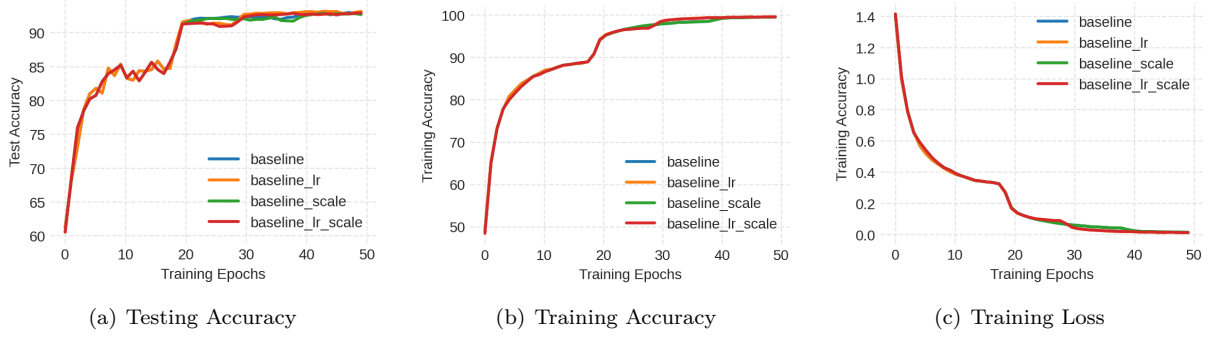 90
85
80
75
70
65
60
Test Accuracy
baseline
baseline_lr
baseline_scale
baseline_lr_scale
0 10 20 30 40 50
Training Epochs
(a) Testing Accuracy
100
90
80
70
60
50
Training Accuracy
baseline
baseline_lr
baseline_scale
baseline_lr_scale
0 10 20 30 40 50
Training Epochs
(b) Training Accuracy
1.4
1.2
1.0
0.8
0.6
0.4
0.2
0.0
Training Accuracy
baseline
baseline_lr
baseline_scale
baseline_lr_scale
0 10 20 30 40 50
Training Epochs
(c) Training Loss